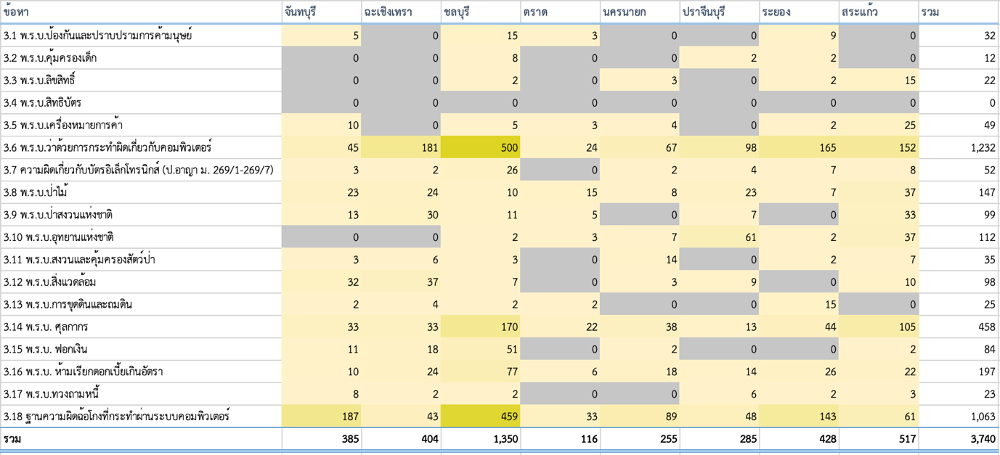 ข้อหา จันทบุรี ฉะเชิงเทรา ชลบุรี ตราด นครนายก ปราจีนบุรี ระยอง สระแก้ว รวม
3.1 พ.ร.บ.ป้องกันและปราบปรามการค้ามนุษย์ 5 0 15 3 0 0 9 0 32
3.2 พ.ร.บ.คุ้มครองเด็ก 0 0 8 0 0 2 2 0 12
3.3 พ.ร.บ.ลิขสิทธิ์ 0 0 2 0 3 0 2 15 22
3.4 พ.ร.บ.สิทธิบัตร 0 0 0 0 0 0 0 0 0
3.5 พ.ร.บ.เครื่องหมายการค้า 10 0 5 3 4 0 2 25 49
3.6 พ.ร.บ.ว่าด้วยการกระทำผิดเกี่ยวกับคอมพิวเตอร์ 45 181 500 24 67 98 165 152 1,232
3.7 ความผิดเกี่ยวกับบัตรอิเล็กโทรนิกส์ (ป.อาญา ม. 269/1-269/7) 3 2 26 0 2 4 7 8 52
3.8 พ.ร.บ.ป่าไม้ 23 24 10 15 8 23 7 37 147
3.9 พ.ร.บ.ป่าสงวนแห่งชาติ 13 30 11 5 0 7 0 33 99
3.10 พ.ร.บ.อุทยานแห่งชาติ 0 0 2 3 7 61 2 37 112
3.11 พ.ร.บ.สงวนและคุ้มครองสัตว์ป่า 3 6 3 0 14 0 2 7 35
3.12 พ.ร.บ.สิ่งแวดล้อม 32 37 7 0 3 9 0 10 98
3.13 พ.ร.บ.การขุดดินและถมดิน 2 4 2 2 0 0 15 0 25
3.14 พ.ร.บ. ศุลกากร 33 33 170 22 38 13 44 105 458
3.15 พ.ร.บ. ฟอกเงิน 11 18 51 0 2 0 0 2 84
3.16 พ.ร.บ. ห้ามเรียกดอกเบี้ยเกินอัตรา 10 24 77 6 18 14 26 22 197
3.17 พ.ร.บ.ทวงถามหนี้ 8 2 2 0 0 6 2 3 23
3.18 ฐานความผิดฉ้อโกงที่กระทำผ่านระบบคอมพิวเตอร์ 187 43 459 33 89 48 143 61 1,063
รวม 385 404 1,350 116 255 285 428 517 3,740